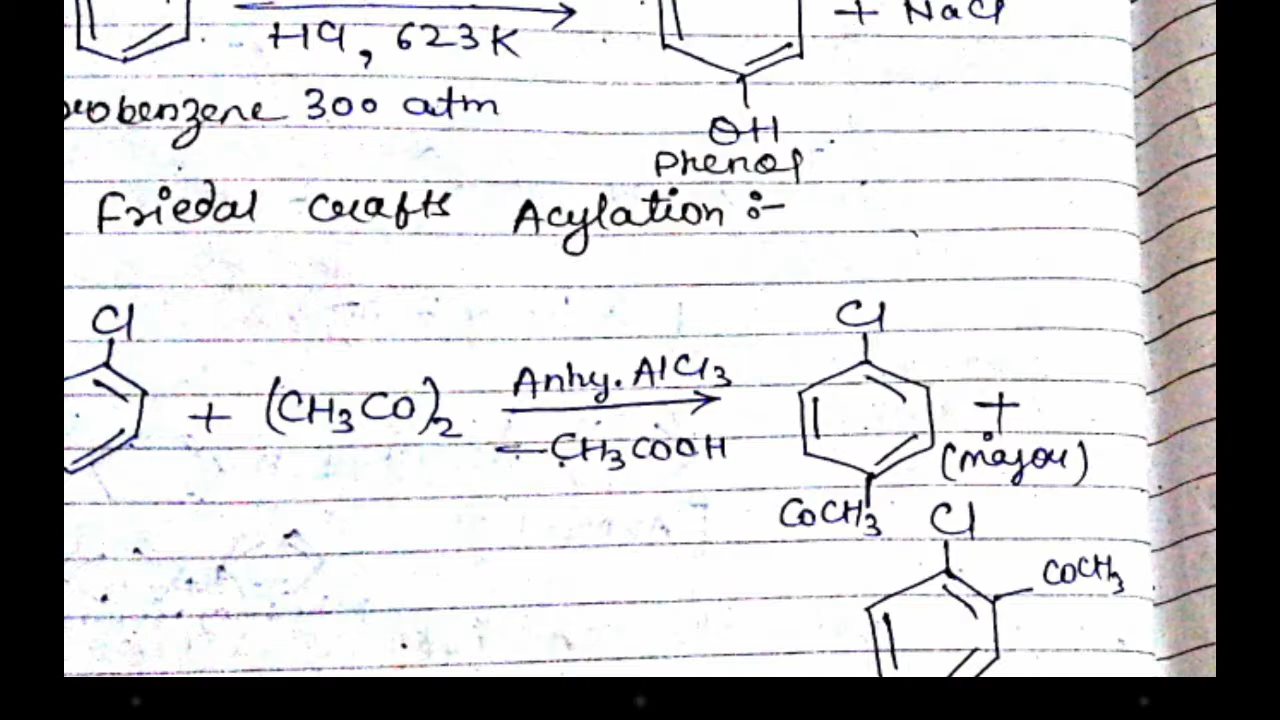 + NaCl
H⁺, 623K
obenzene 300 atm
OH
Phenol
Friedal Crafts Acylation :-
Cl
+ (CH3CO)2
Anhy. AlCl3
-CH3COOH
Cl
COCH3
+
(major)
Cl
COCH3